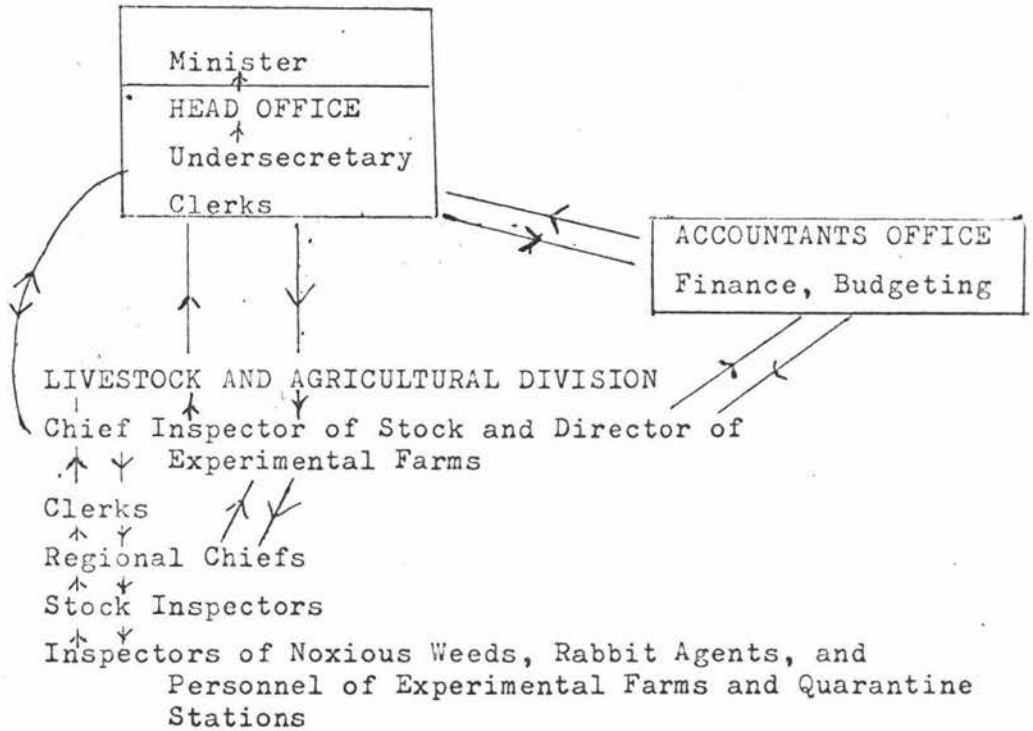 Minister
HEAD OFFICE
Undersecretary
Clerks
ACCOUNTANTS OFFICE
Finance, Budgeting
LIVESTOCK AND AGRICULTURAL DIVISION
Chief Inspector of Stock and Director of
Experimental Farms
Clerks
Regional Chiefs
Stock Inspectors
Inspectors of Noxious Weeds, Rabbit Agents, and
Personnel of Experimental Farms and Quarantine
Stations